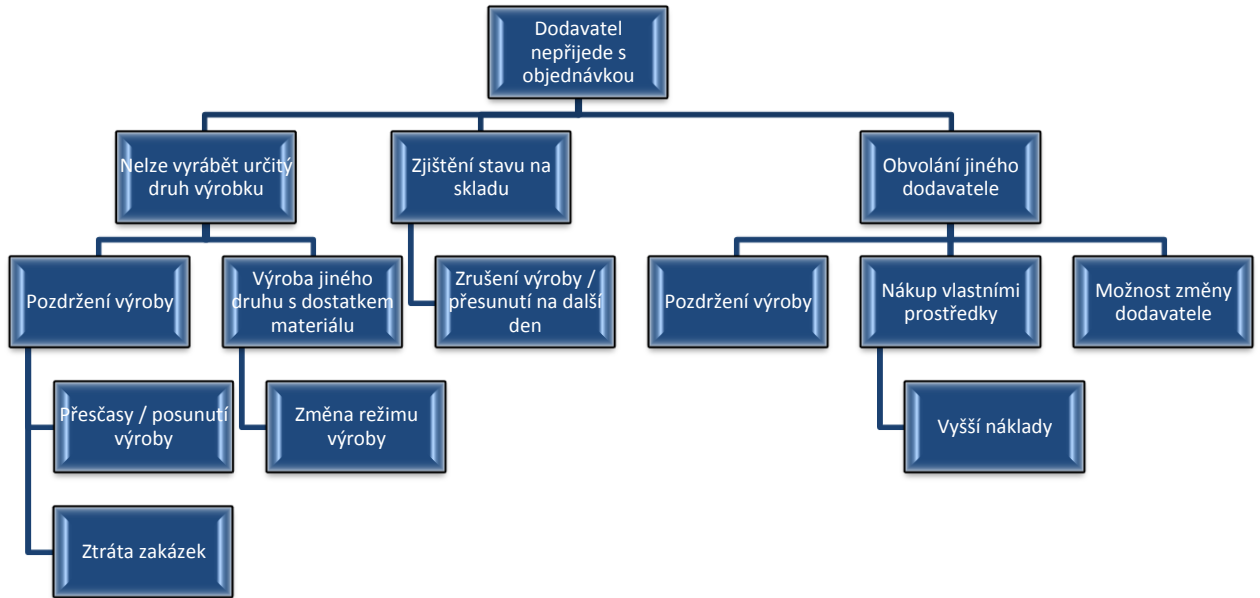 Dodavatel
nepřijede s
objednávkou
Nelze vyrábět určitý
druh výrobku
Zjištění stavu na
skladu
Obvolání jiného
dodavatele
Pozdržení výroby
Výroba jiného
druhu s dostatkem
materiálu
Zrušení výroby /
přesunutí na další
den
Pozdržení výroby
Nákup vlastními
prostředky
Možnost změny
dodavatele
Přesčasy / posunutí
výroby
Změna režimu
výroby
Vyšší náklady
Ztráta zakázek